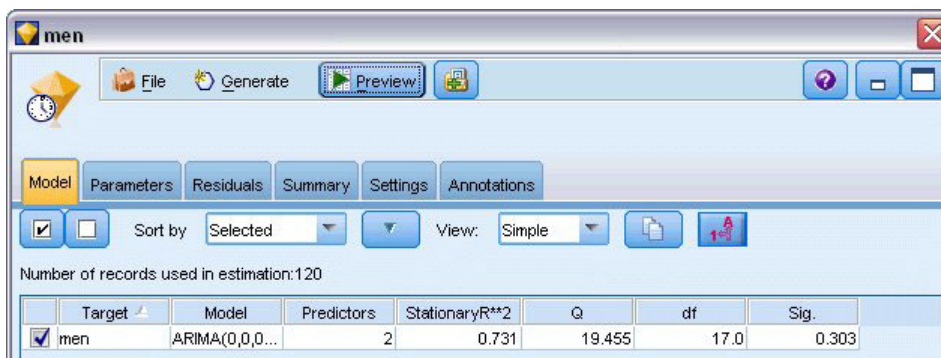 men
File Generate Preview
Model Parameters Residuals Summary Settings Annotations
Sort by Selected View: Simple
Number of records used in estimation:120
Target Model Predictors StationaryR**2 Q df Sig.
men ARIMA(0,0,0... 2 0.731 19.455 17.0 0.303